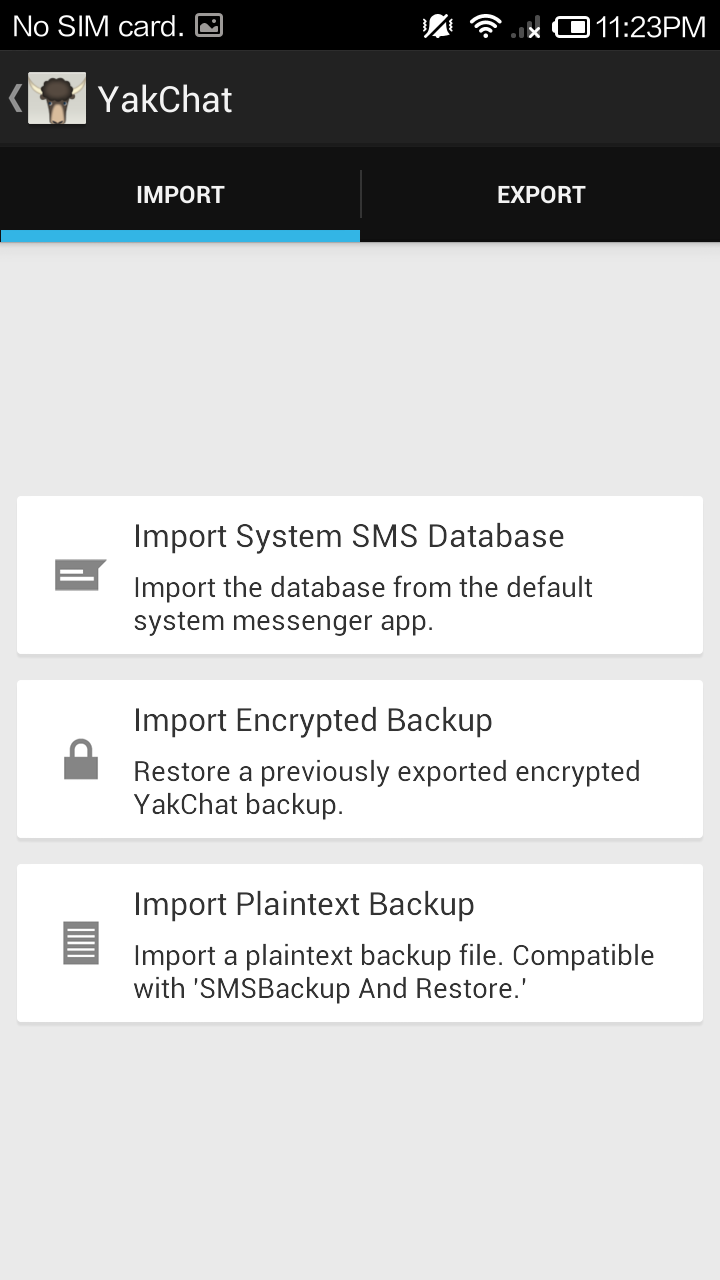 No SIM card. 11:23PM
YakChat
IMPORT EXPORT
Import System SMS Database
Import the database from the default
system messenger app.
Import Encrypted Backup
Restore a previously exported encrypted
YakChat backup.
Import Plaintext Backup
Import a plaintext backup file. Compatible
with 'SMSBackup And Restore.'